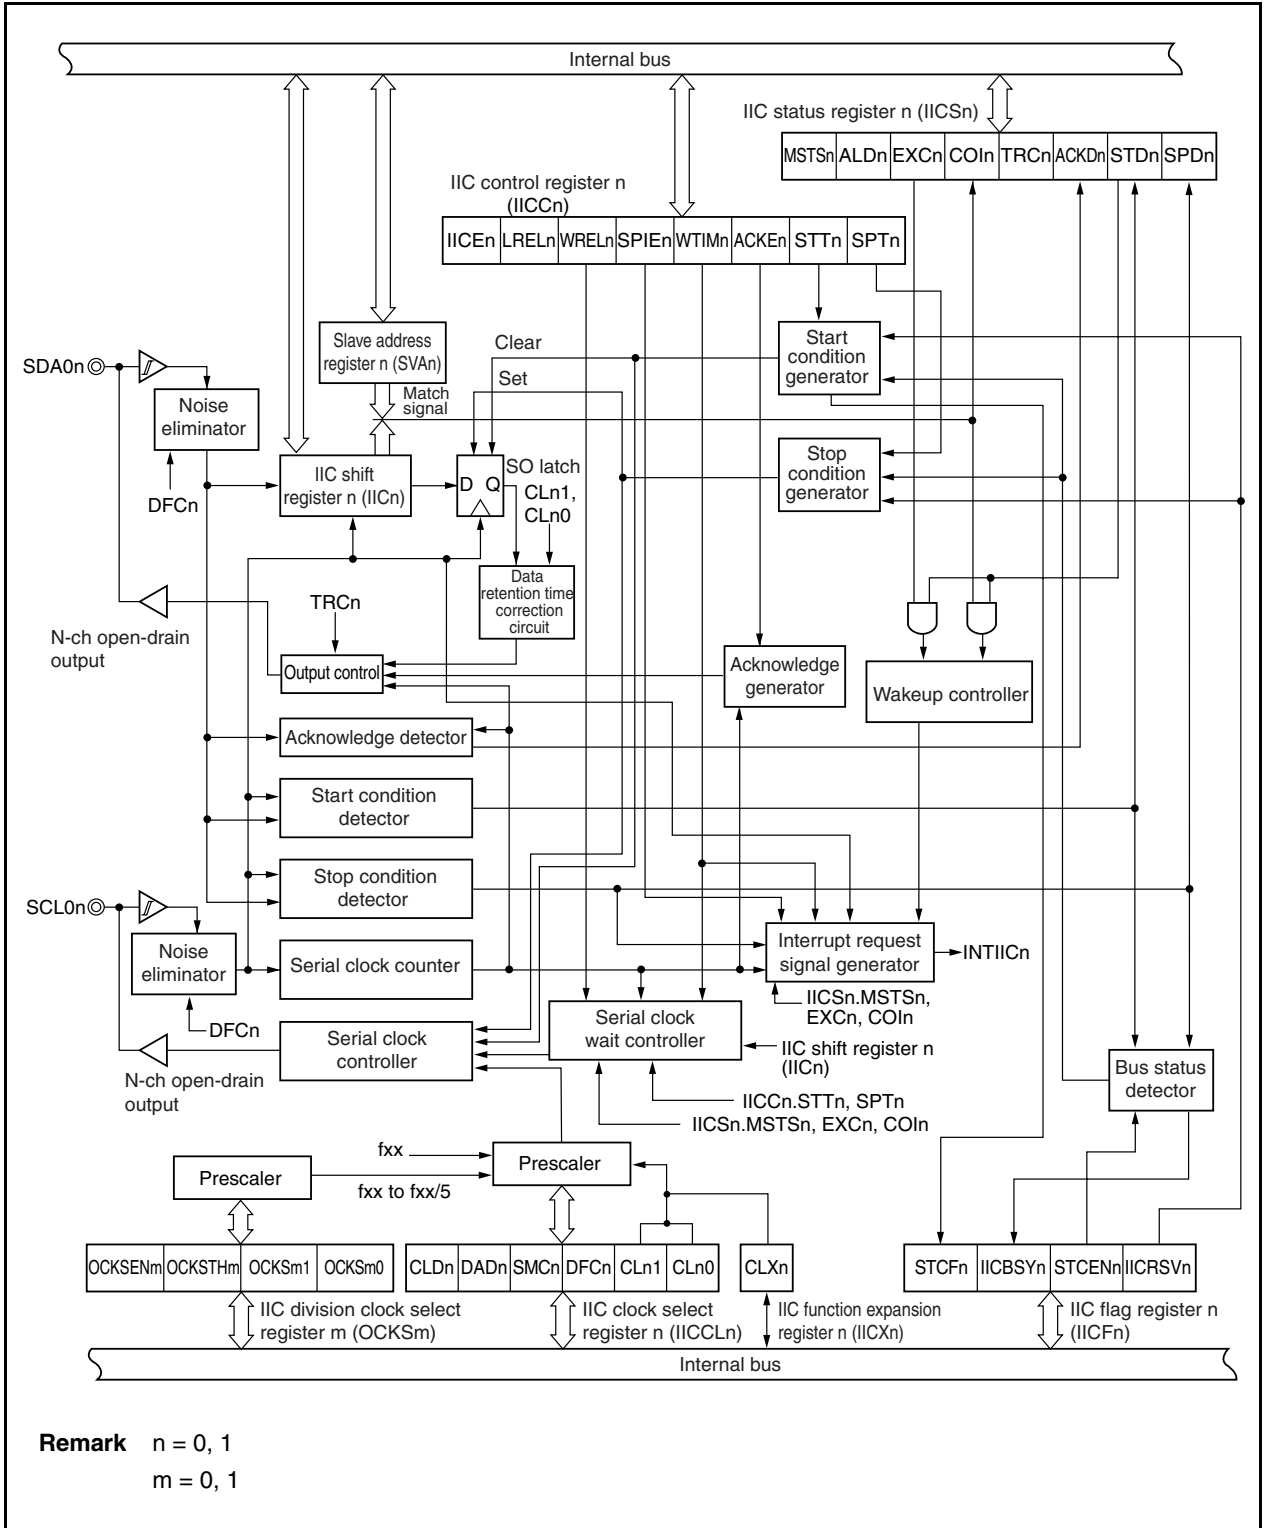 Internal bus
IIC status register n (IICSn)
MSTSn ALDn EXCn COIn TRCn ACKDn STDn SPDn
IIC control register n
(IICCn)
IICEn LRELn WRELn SPIEn WTIMn ACKEn STTn SPTn
Slave address
register n (SVAn)
Clear
Set
Match
signal
Start
condition
generator
SDA0n
Noise
eliminator
DFCn
IIC shift
register n (IICn)
D Q
SO latch
CLn1,
CLn0
Stop
condition
generator
Data
retention time
correction
circuit
TRCn
N-ch open-drain
output
Output control
Acknowledge
generator
Wakeup controller
Acknowledge detector
Start condition
detector
Stop condition
detector
SCL0n
Noise
eliminator
DFCn
Serial clock counter
Interrupt request
signal generator
INTIICn
IICSn.MSTSn,
EXCn, COIn
Serial clock
controller
Serial clock
wait controller
IIC shift register n
(IICn)
N-ch open-drain
output
IICCn.STTn, SPTn
IICSn.MSTSn, EXCn, COIn
Bus status
detector
fxx
Prescaler
fxx to fxx/5
Prescaler
OCKSENm OCKSTHm OCKSm1 OCKSm0
CLDn DADn SMCn DFCn CLn1 CLn0
CLXn
STCFn IICBSYn STCENn IICRSVn
IIC division clock select
register m (OCKSm)
IIC clock select
register n (IICCLn)
IIC function expansion
register n (IICXn)
IIC flag register n
(IICFn)
Internal bus
Remark n = 0, 1
m = 0, 1